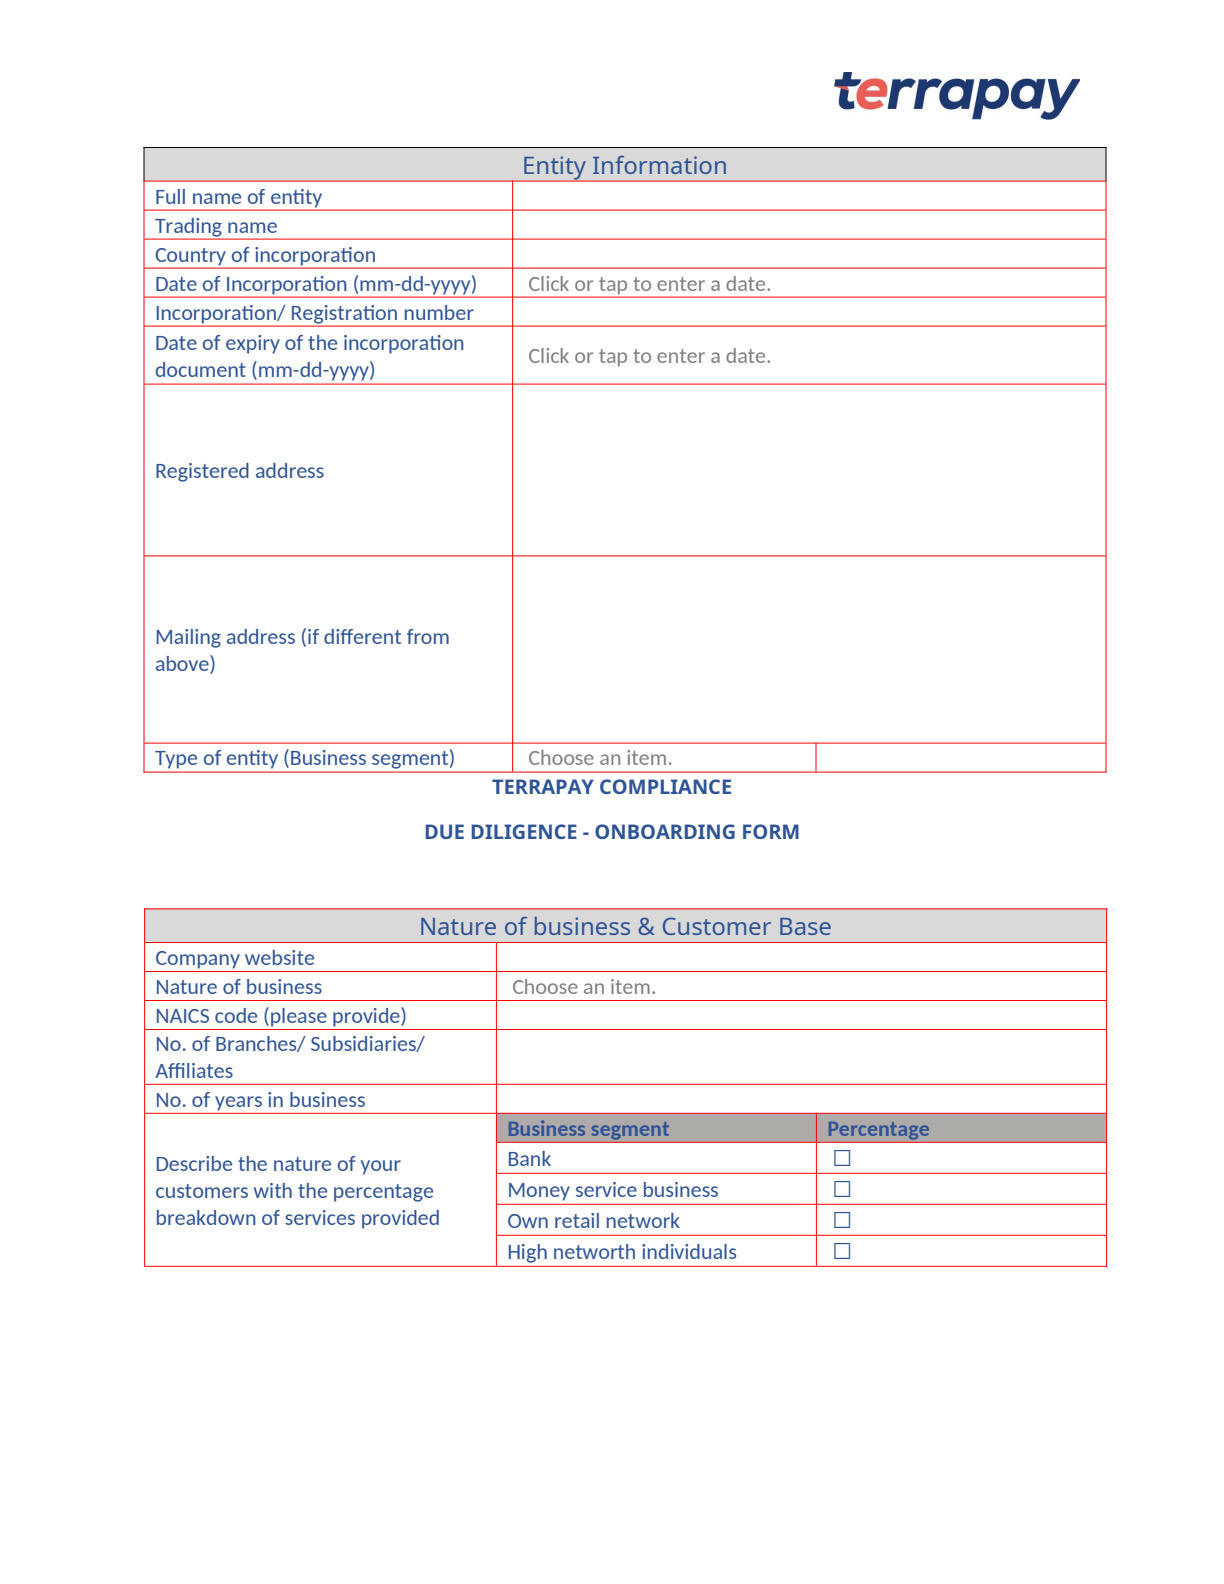 terrapay
Entity Information
Full name of entity
Trading name
Country of incorporation
Date of Incorporation (mm-dd-yyyy) Click or tap to enter a date.
Incorporation/ Registration number
Date of expiry of the incorporation
document (mm-dd-yyyy)
Click or tap to enter a date.
Registered address
Mailing address (if different from
above)
Type of entity (Business segment) Choose an item.
TERRAPAY COMPLIANCE
DUE DILIGENCE - ONBOARDING FORM
Nature of business & Customer Base
Company website
Nature of business Choose an item.
NAICS code (please provide)
No. of Branches/ Subsidiaries/
Affiliates
No. of years in business
Describe the nature of your
customers with the percentage
breakdown of services provided
Business segment Percentage
Bank ☐
Money service business ☐
Own retail network ☐
High networth individuals ☐